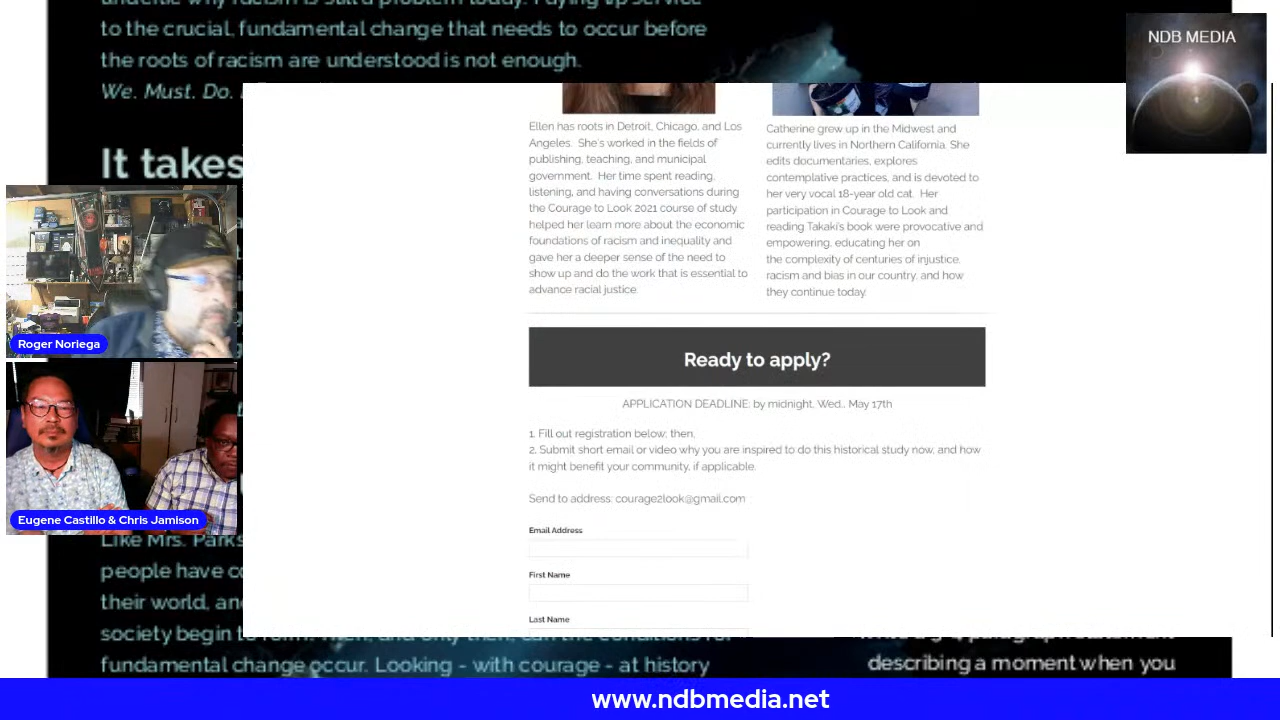 to the crucial, fundamental change that needs to occur before
the roots of racism are understood is not enough.
We. Must. Do.
It takes
NDB MEDIA
Ellen has roots in Detroit, Chicago, and Los
Angeles. She's worked in the fields of
publishing, teaching, and municipal
government. Her time spent reading,
listening, and having conversations during
the Courage to Look 2021 course of study
helped her learn more about the economic
foundations of racism and inequality and
gave her a deeper sense of the need to
show up and do the work that is essential to
advance racial justice.
Catherine grew up in the Midwest and
currently lives in Northern California. She
edits documentaries, explores
contemplative practices, and is devoted to
her very vocal 18-year old cat. Her
participation in Courage to Look and
reading Takaki's book were provocative and
empowering, educating her on
the complexity of centuries of injustice,
racism and bias in our country, and how
they continue today.
Ready to apply?
APPLICATION DEADLINE: by midnight, Wed., May 17th
1. Fill out registration below; then,
2. Submit short email or video why you are inspired to do this historical study now, and how
it might benefit your community, if applicable.
Send to address: courage2look@gmail.com
Email Address
First Name
Last Name
Roger Noriega
Eugene Castillo & Chris Jamison
Like Mrs. Parks
people have
their world, an
society begin
fundamental change occur. Looking - with courage - at history
describing a moment when you
www.ndbmedia.net